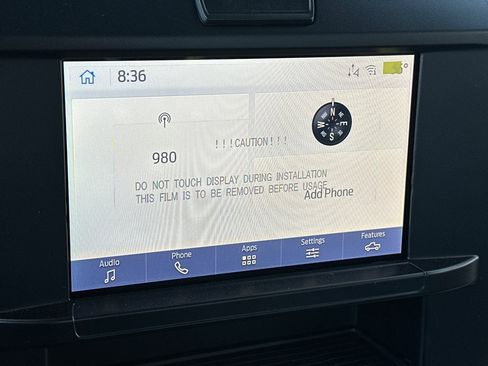 8:36
55°
N
W E
S
980
!!!CAUTION!!!
DO NOT TOUCH DISPLAY DURING INSTALLATION
THIS FILM IS TO BE REMOVED BEFORE USAGE
Add Phone
Audio
Phone
Apps
Settings
Features